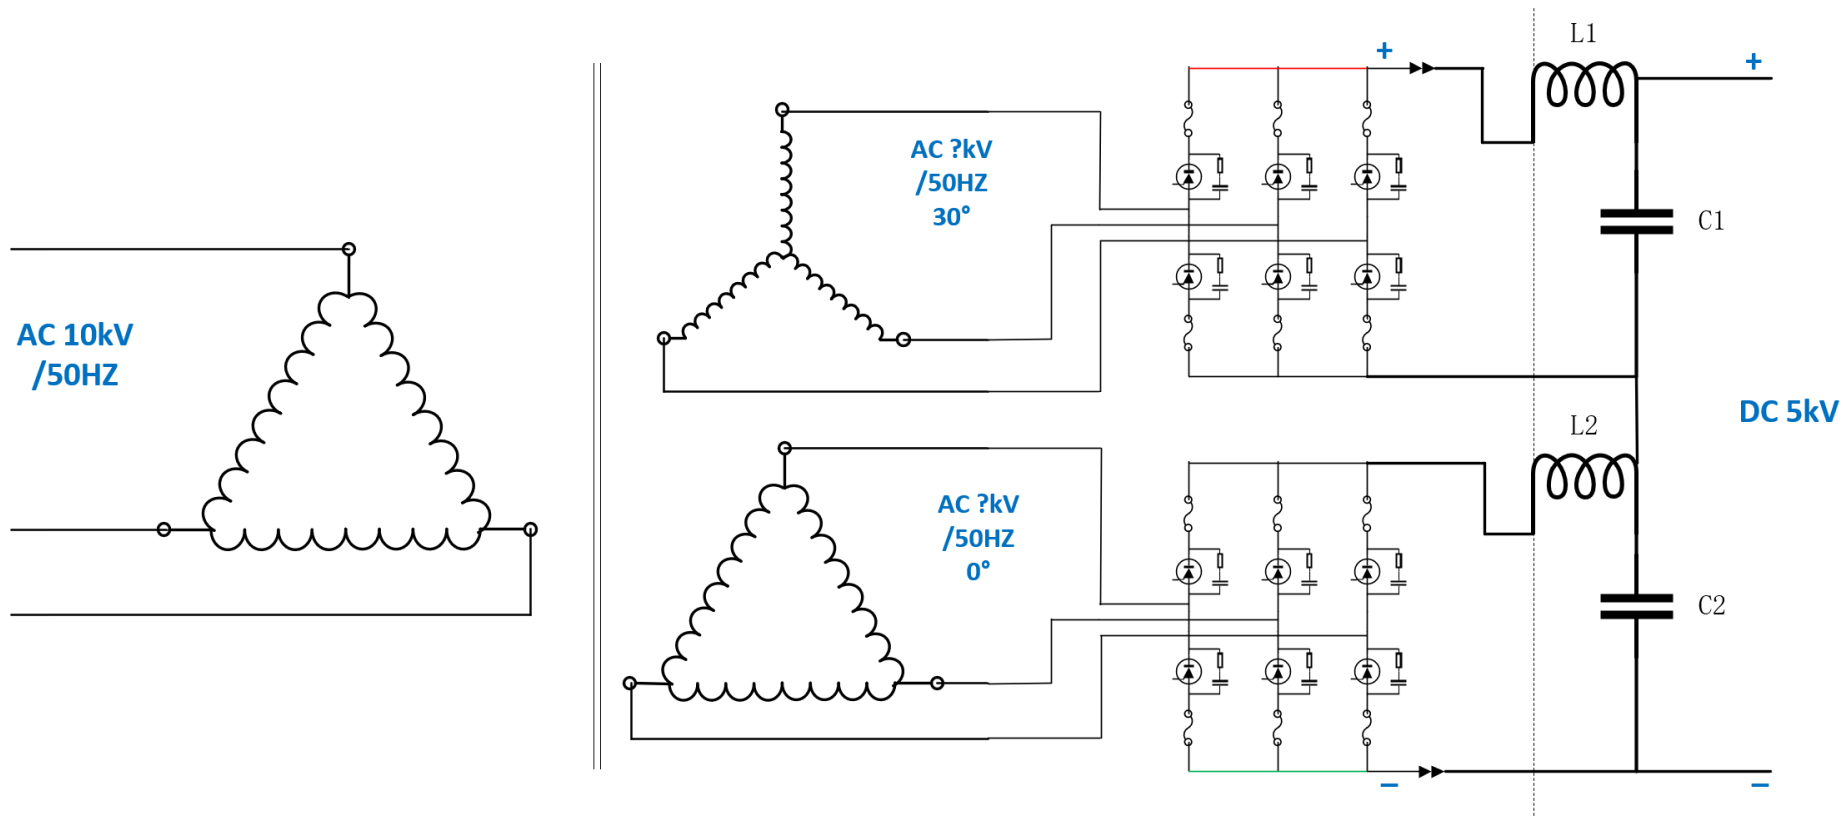 AC 10kV
/50HZ
AC ?kV
/50HZ
30°
AC ?kV
/50HZ
0°
+
−
L1
C1
L2
C2
+
DC 5kV
−